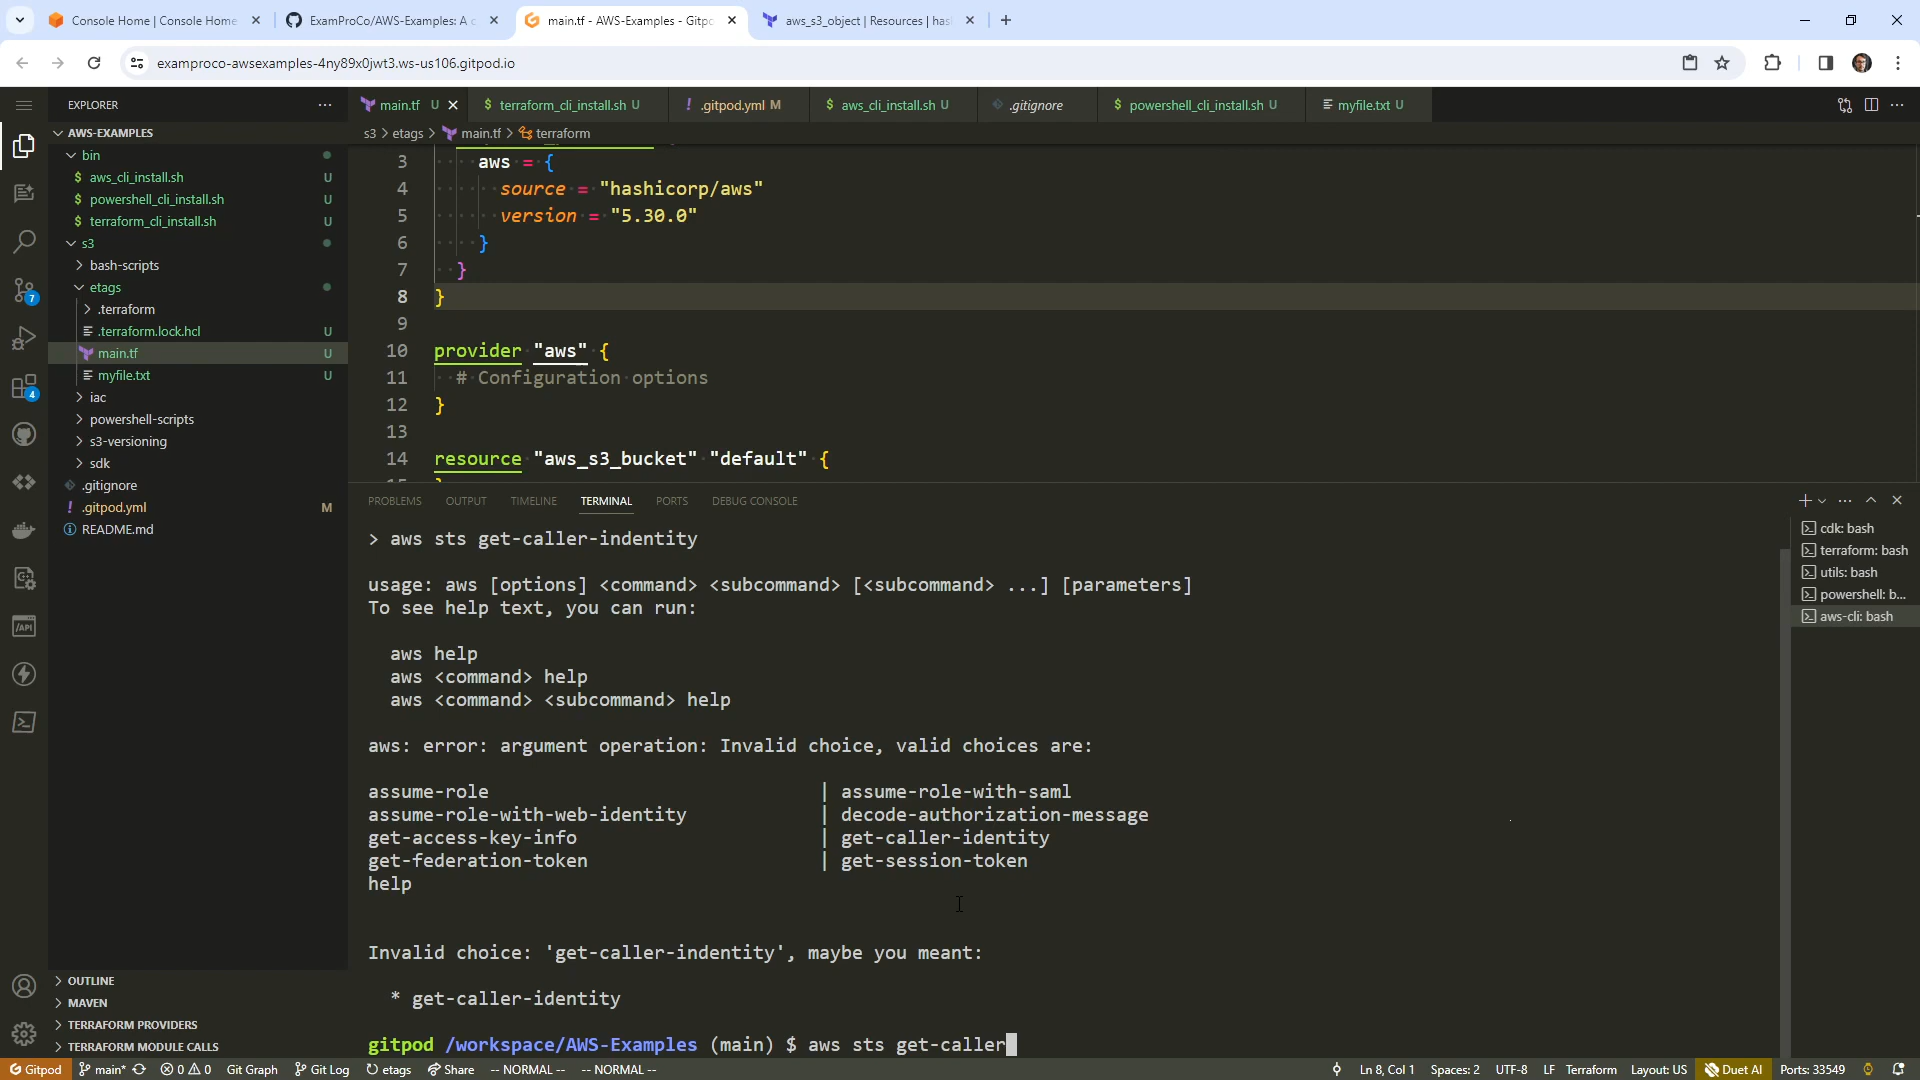 Console Home | Console Home
ExamProCo/AWS-Examples: A c
main.tf - AWS-Examples - Gitpo
aws_s3_object | Resources | has
examproco-awsexamples-4ny89x0jwt3.ws-us106.gitpod.io
EXPLORER
main.tf U
terraform_cli_install.sh U
.gitpod.yml M
aws_cli_install.sh U
.gitignore
powershell_cli_install.sh U
myfile.txt U
AWS-EXAMPLES
s3 > etags > main.tf > terraform
bin
aws_cli_install.sh U
powershell_cli_install.sh U
terraform_cli_install.sh U
s3
bash-scripts
etags
.terraform
.terraform.lock.hcl U
main.tf U
myfile.txt U
iac
powershell-scripts
s3-versioning
sdk
.gitignore
.gitpod.yml M
README.md
7
4
3 aws = {
4 source = "hashicorp/aws"
5 version = "5.30.0"
6 }
7 }
8 }
9
10 provider "aws" {
11 # Configuration options
12 }
13
14 resource "aws_s3_bucket" "default" {
PROBLEMS OUTPUT TIMELINE TERMINAL PORTS DEBUG CONSOLE
> aws sts get-caller-indentity
usage: aws [options] <command> <subcommand> [<subcommand> ...] [parameters]
To see help text, you can run:
aws help
aws <command> help
aws <command> <subcommand> help
aws: error: argument operation: Invalid choice, valid choices are:
assume-role | assume-role-with-saml
assume-role-with-web-identity | decode-authorization-message
get-access-key-info | get-caller-identity
get-federation-token | get-session-token
help
Invalid choice: 'get-caller-indentity', maybe you meant:
* get-caller-identity
gitpod /workspace/AWS-Examples (main) $ aws sts get-caller
cdk: bash
terraform: bash
utils: bash
powershell: b...
aws-cli: bash
OUTLINE
MAVEN
TERRAFORM PROVIDERS
TERRAFORM MODULE CALLS
Gitpod main* 0 0 Git Graph Git Log etags Share -- NORMAL -- -- NORMAL -- Ln 8, Col 1 Spaces: 2 UTF-8 LF Terraform Layout: US Duet AI Ports: 33549